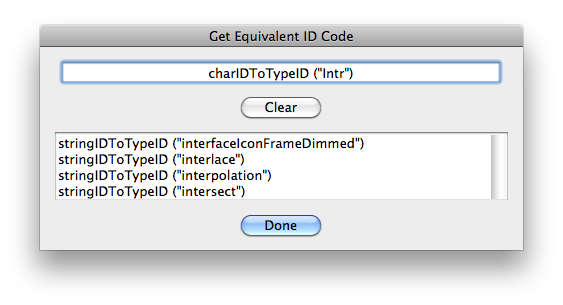 Get Equivalent ID Code
charIDToTypeID ("Intr")
Clear
stringIDToTypeID ("interfaceIconFrameDimmed")
stringIDToTypeID ("interlace")
stringIDToTypeID ("interpolation")
stringIDToTypeID ("intersect")
Done